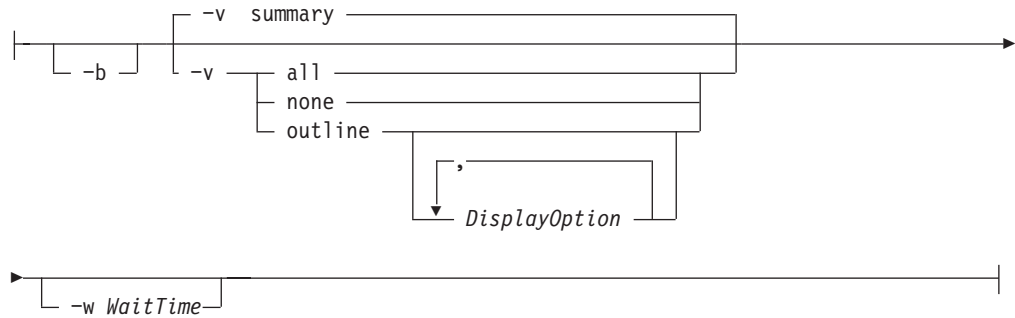 −v summary
−b
−v all
none
outline
,
DisplayOption
−w WaitTime